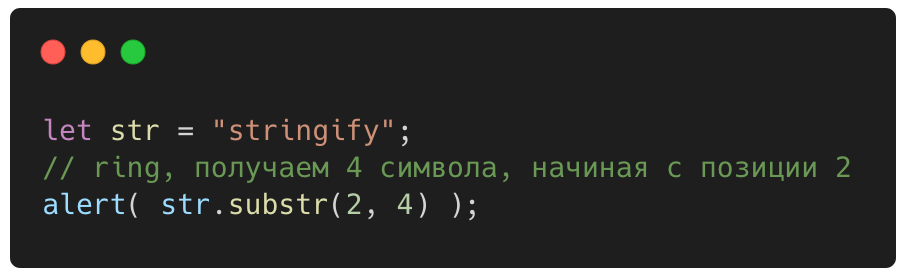 let str = "stringify";
// ring, получаем 4 символа, начиная с позиции 2
alert( str.substr(2, 4) );